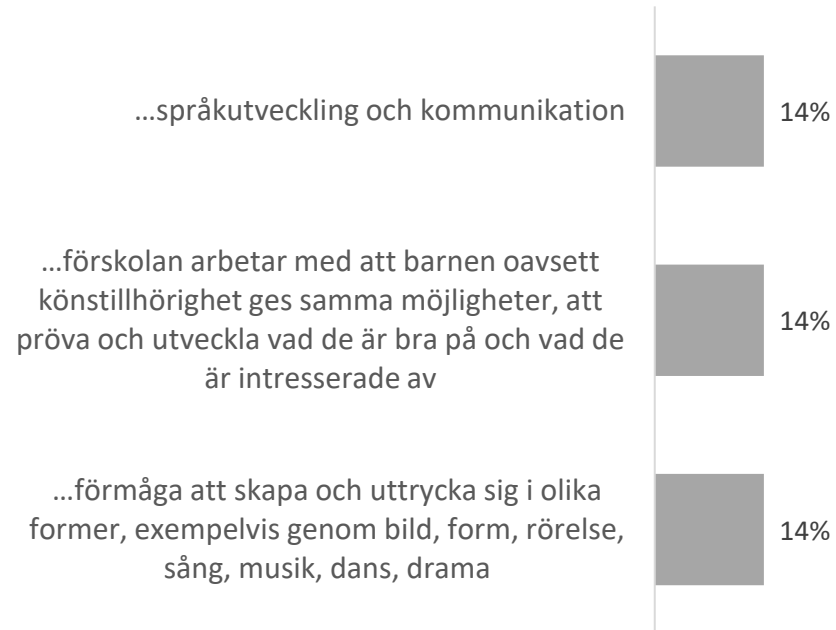 ...språkutveckling och kommunikation
14%
...förskolan arbetar med att barnen oavsett
könstillhörighet ges samma möjligheter, att
pröva och utveckla vad de är bra på och vad de
är intresserade av
14%
...förmåga att skapa och uttrycka sig i olika
former, exempelvis genom bild, form, rörelse,
sång, musik, dans, drama
14%